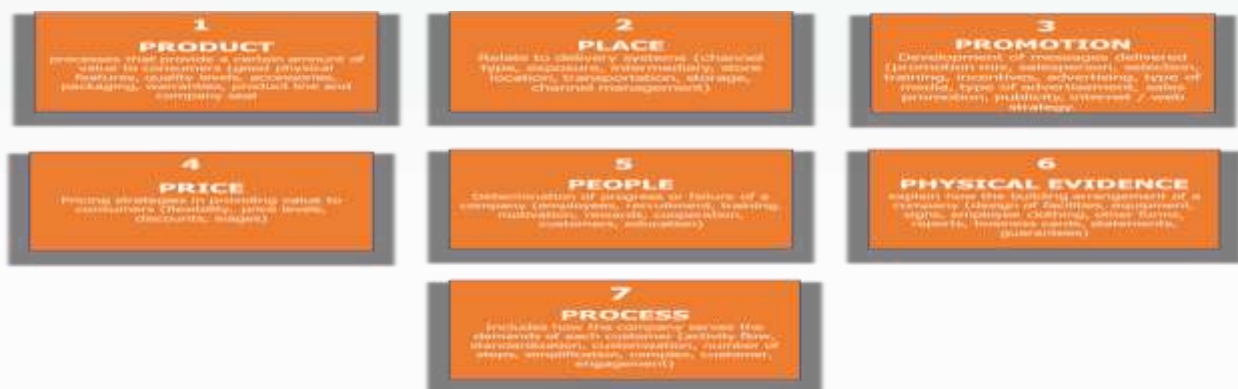 1
PRODUCT
processes that provide a certain amount of
value to consumers (good physical
features, quality levels, accessories,
packaging, warranties, product line and
company seal
2
PLACE
Relate to delivery systems (channel
type, exposure, intermediary, store
location, transportation, storage,
channel management)
3
PROMOTION
Development of messages delivered
(promotion mix, salesperson, selection,
training, incentives, advertising, type of
media, type of advertisement, sales
promotion, publicity, internet / web
strategy.
4
PRICE
Pricing strategies in providing value to
consumers (flexibility, price levels,
discounts, wages)
5
PEOPLE
Determination of progress or failure of a
company (employees, recruitment, training,
motivation, rewards, cooperation,
customers, education)
6
PHYSICAL EVIDENCE
explain how the building arrangement of a
company (design of facilities, equipment,
signs, employee clothing, other forms,
reports, business cards, statements,
guarantees)
7
PROCESS
Includes how the company serves the
demands of each customer (activity flow,
standardization, customization, number of
steps, simplification, complex, customer,
engagement)